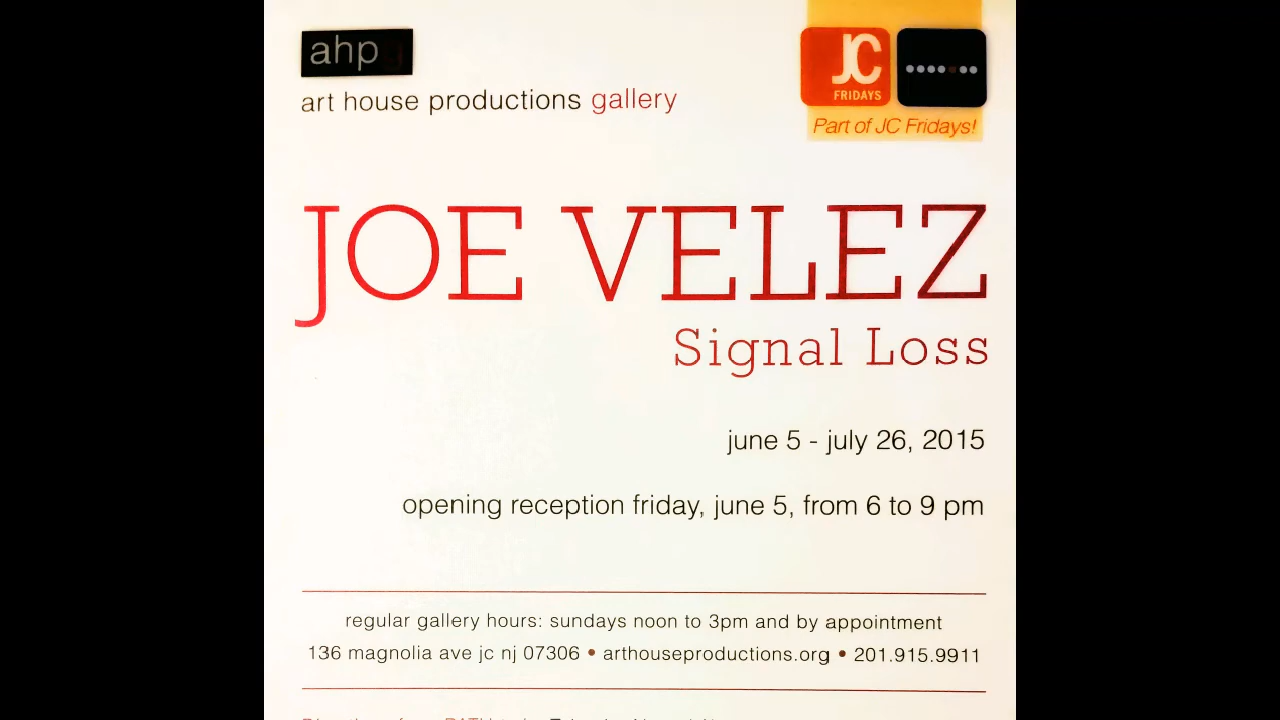 ahpg
art house productions gallery
JC
FRIDAYS
Part of JC Fridays!
JOE VELEZ
Signal Loss
june 5 - july 26, 2015
opening reception friday, june 5, from 6 to 9 pm
regular gallery hours: sundays noon to 3pm and by appointment
136 magnolia ave jc nj 07306 • arthouseproductions.org • 201.915.9911